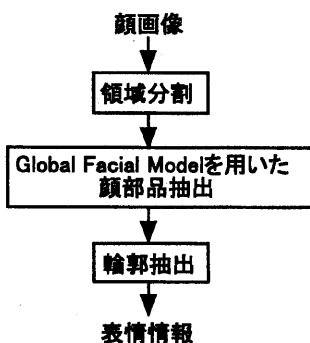 顔画像
領域分割
Global Facial Modelを用いた
顔部品抽出
輪郭抽出
表情情報